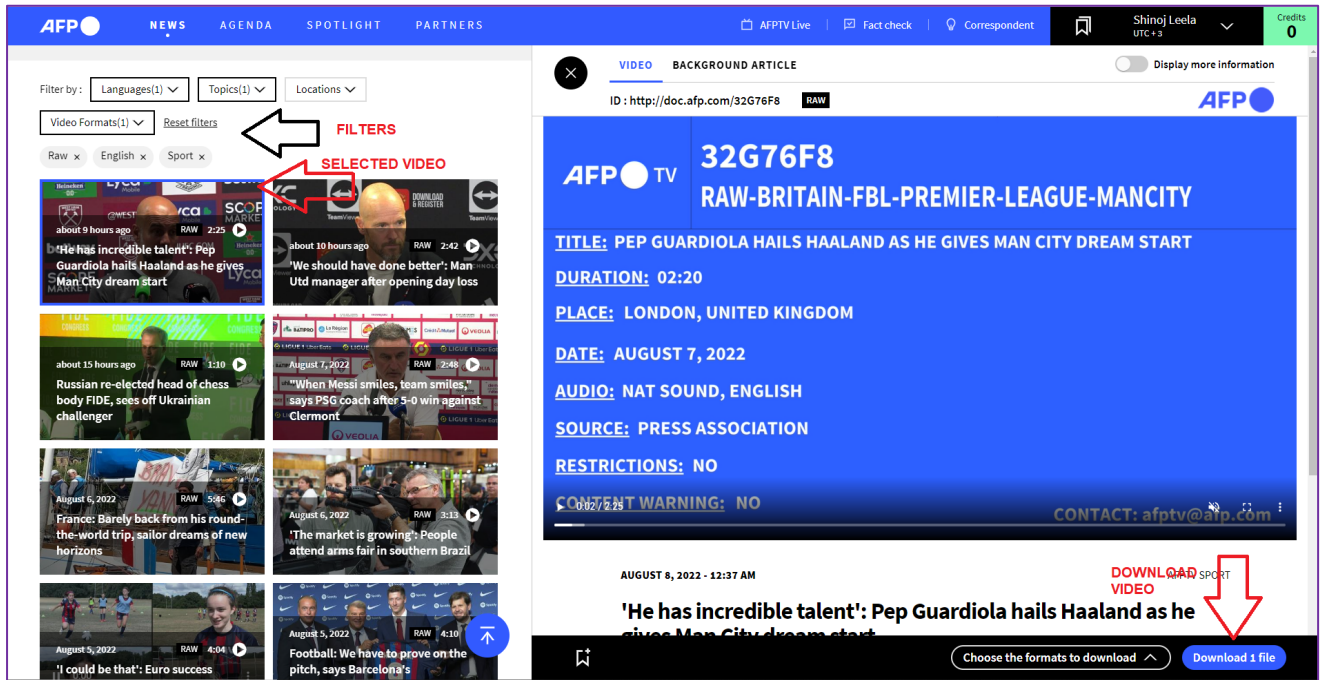 AFP
NEWS AGENDA SPOTLIGHT PARTNERS
AFPTV Live
Fact check
Correspondent
Shinoj Leela
UTC + 3
Credits
0
Filter by :
Languages(1)
Topics(1)
Locations
Video Formats(1)
Reset filters
FILTERS
Raw x
English x
Sport x
SELECTED VIDEO
about 9 hours ago RAW 2:25
'He has incredible talent': Pep
Guardiola hails Haaland as he gives
Man City dream start
about 10 hours ago RAW 2:42
'We should have done better': Man
Utd manager after opening day loss
about 15 hours ago RAW 1:10
Russian re-elected head of chess
body FIDE, sees off Ukrainian
challenger
August 7, 2022 RAW 2:48
"When Messi smiles, team smiles,"
says PSG coach after 5-0 win against
Clermont
August 6, 2022 RAW 5:46
France: Barely back from his round-
the-world trip, sailor dreams of new
horizons
August 6, 2022 RAW 3:13
'The market is growing': People
attend arms fair in southern Brazil
August 5, 2022 RAW 4:04
'I could be that': Euro success
August 5, 2022 RAW 4:10
Football: We have to prove on the
pitch, says Barcelona's
VIDEO BACKGROUND ARTICLE
Display more information
ID : http://doc.afp.com/32G76F8 RAW
AFP
AFP TV
32G76F8
RAW-BRITAIN-FBL-PREMIER-LEAGUE-MANCITY
TITLE: PEP GUARDIOLA HAILS HAALAND AS HE GIVES MAN CITY DREAM START
DURATION: 02:20
PLACE: LONDON, UNITED KINGDOM
DATE: AUGUST 7, 2022
AUDIO: NAT SOUND, ENGLISH
SOURCE: PRESS ASSOCIATION
RESTRICTIONS: NO
CONTENT WARNING: NO
0:02 / 2:25
CONTACT: afptv@afp.com
AUGUST 8, 2022 - 12:37 AM
AFPTV SPORT
DOWNLOAD
VIDEO
'He has incredible talent': Pep Guardiola hails Haaland as he
gives Man City dream start
Choose the formats to download
Download 1 file